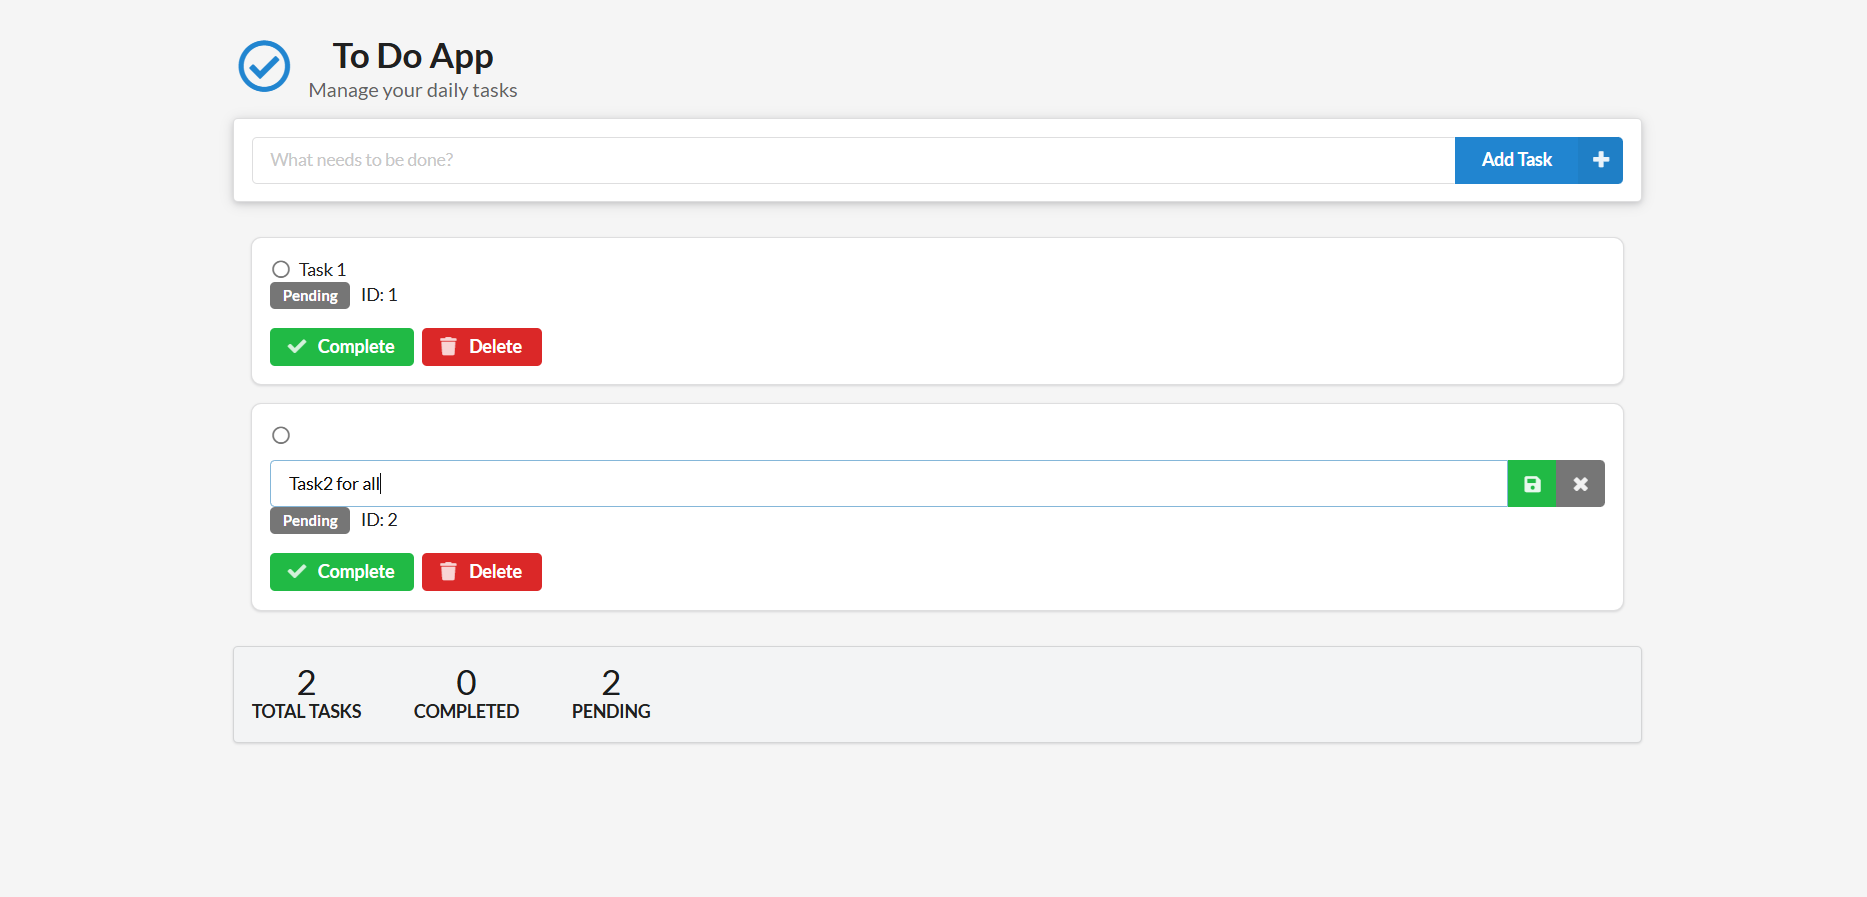 To Do App
Manage your daily tasks
What needs to be done?
Add Task
Task 1
Pending ID: 1
Complete Delete
Task2 for all
Pending ID: 2
Complete Delete
2 0 2
TOTAL TASKS COMPLETED PENDING